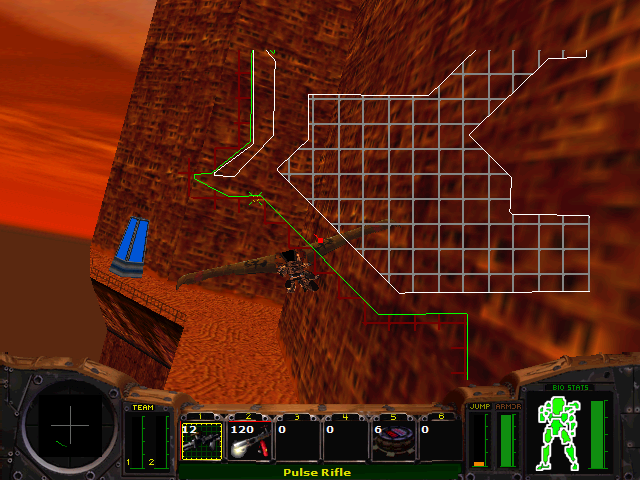 N
TEAM
1 2
1 2 3 4 5 6
12 120 0 0 6 0
JUMP ARMOR
BIO STATS
Pulse Rifle